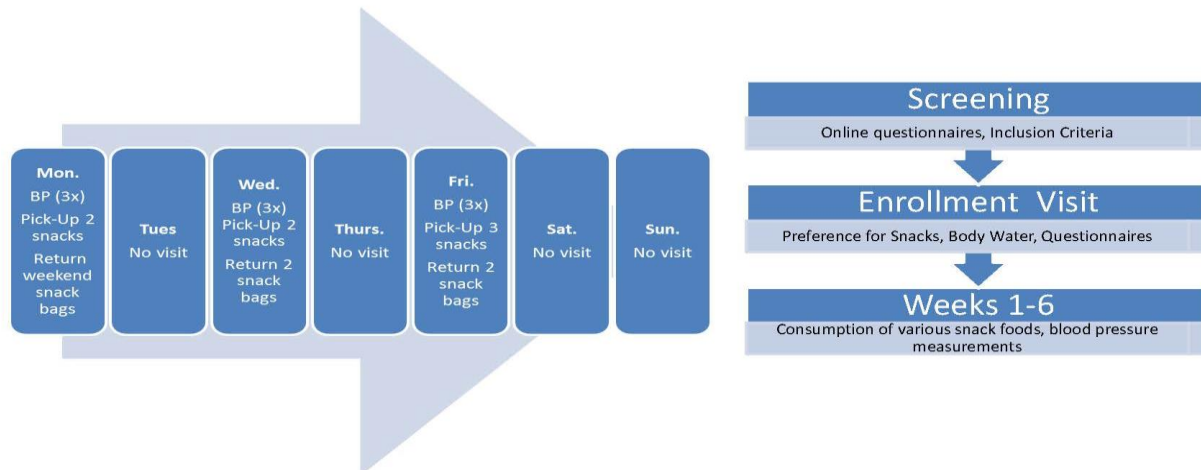 Mon.
BP (3x)
Pick-Up 2
snacks
Return
weekend
snack
bags
Tues
No visit
Wed.
BP (3x)
Pick-Up 2
snacks
Return 2
snack
bags
Thurs.
No visit
Fri.
BP (3x)
Pick-Up 3
snacks
Return 2
snack
bags
Sat.
No visit
Sun.
No visit
Screening
Online questionnaires, Inclusion Criteria
Enrollment Visit
Preference for Snacks, Body Water, Questionnaires
Weeks 1-6
Consumption of various snack foods, blood pressure
measurements